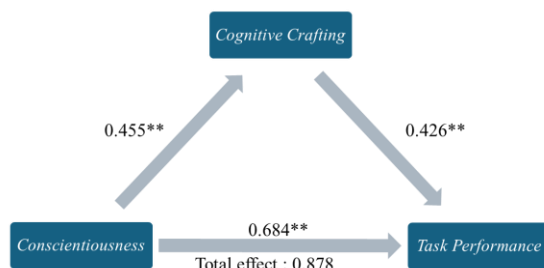 Cognitive Crafting
0.455**
0.426**
0.684**
Conscientiousness
Task Performance
Total effect : 0.878